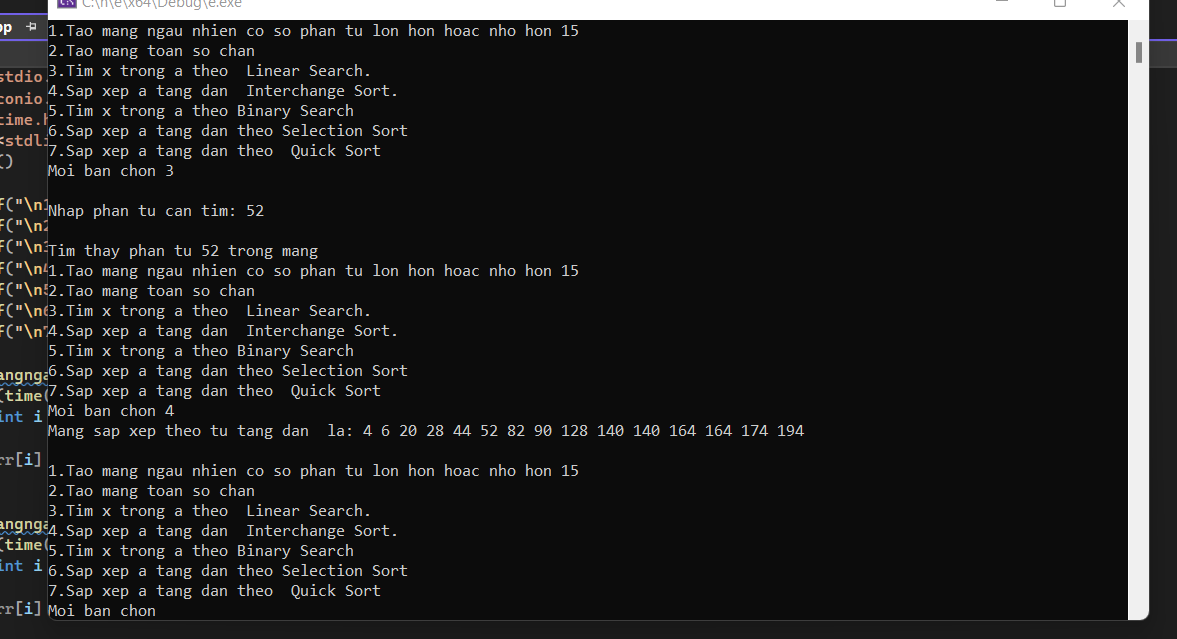 C:\n\e\x64\Debug\e.exe
1.Tao mang ngau nhien co so phan tu lon hon hoac nho hon 15
2.Tao mang toan so chan
3.Tim x trong a theo  Linear Search.
4.Sap xep a tang dan  Interchange Sort.
5.Tim x trong a theo Binary Search
6.Sap xep a tang dan theo Selection Sort
7.Sap xep a tang dan theo  Quick Sort
Moi ban chon 3
Nhap phan tu can tim: 52
Tim thay phan tu 52 trong mang
1.Tao mang ngau nhien co so phan tu lon hon hoac nho hon 15
2.Tao mang toan so chan
3.Tim x trong a theo  Linear Search.
4.Sap xep a tang dan  Interchange Sort.
5.Tim x trong a theo Binary Search
6.Sap xep a tang dan theo Selection Sort
7.Sap xep a tang dan theo  Quick Sort
Moi ban chon 4
Mang sap xep theo tu tang dan  la: 4 6 20 28 44 52 82 90 128 140 140 164 164 174 194
1.Tao mang ngau nhien co so phan tu lon hon hoac nho hon 15
2.Tao mang toan so chan
3.Tim x trong a theo  Linear Search.
4.Sap xep a tang dan  Interchange Sort.
5.Tim x trong a theo Binary Search
6.Sap xep a tang dan theo Selection Sort
7.Sap xep a tang dan theo  Quick Sort
Moi ban chon
pp
stdio.
conio.
time.h
<stdli
()
f("\n1
f("\n2
f("\n3
f("\n4
f("\n5
f("\n6
f("\n7
angnga
(time(
int i
rr[i]
angnga
(time(
int i
rr[i]